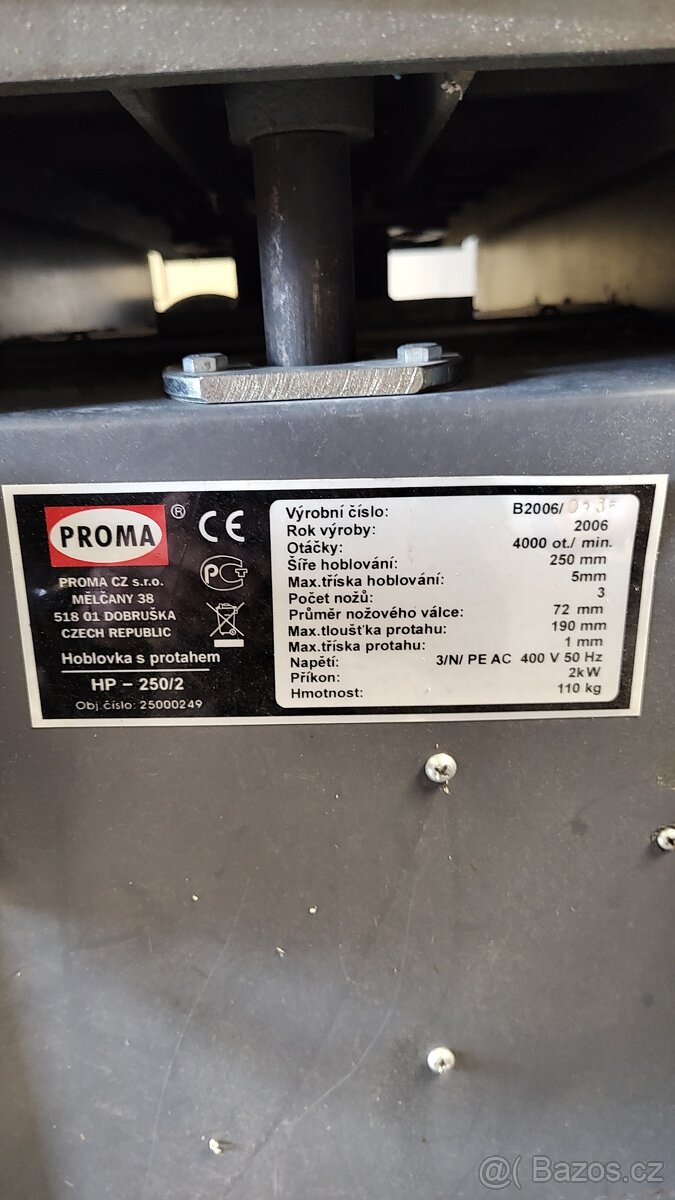 PROMA ®
CE
PROMA CZ s.r.o.
MĚLČANY 38
518 01 DOBRUŠKA
CZECH REPUBLIC
Hoblovka s protahem
HP – 250/2
Obj.číslo: 25000249
Výrobní číslo: B2006/
Rok výroby: 2006
Otáčky: 4000 ot./ min.
Šíře hoblování: 250 mm
Max.tříska hoblování: 5mm
Počet nožů: 3
Průměr nožového válce: 72 mm
Max.tloušťka protahu: 190 mm
Max.tříska protahu: 1 mm
Napětí: 3/N/ PE AC 400 V 50 Hz
Příkon: 2kW
Hmotnost: 110 kg
@( Bazos.cz